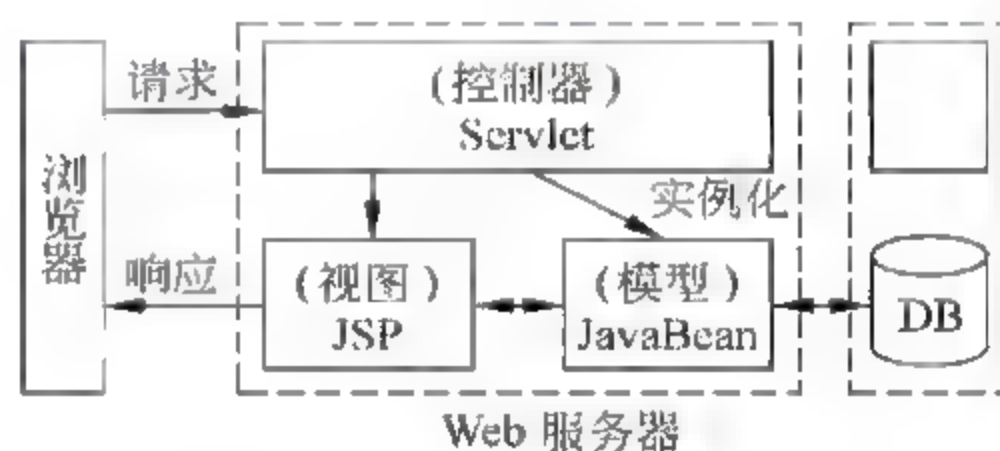 浏览器
请求
(控制器)
Servlet
实例化
响应
(视图)
JSP
(模型)
JavaBean
DB
Web 服务器